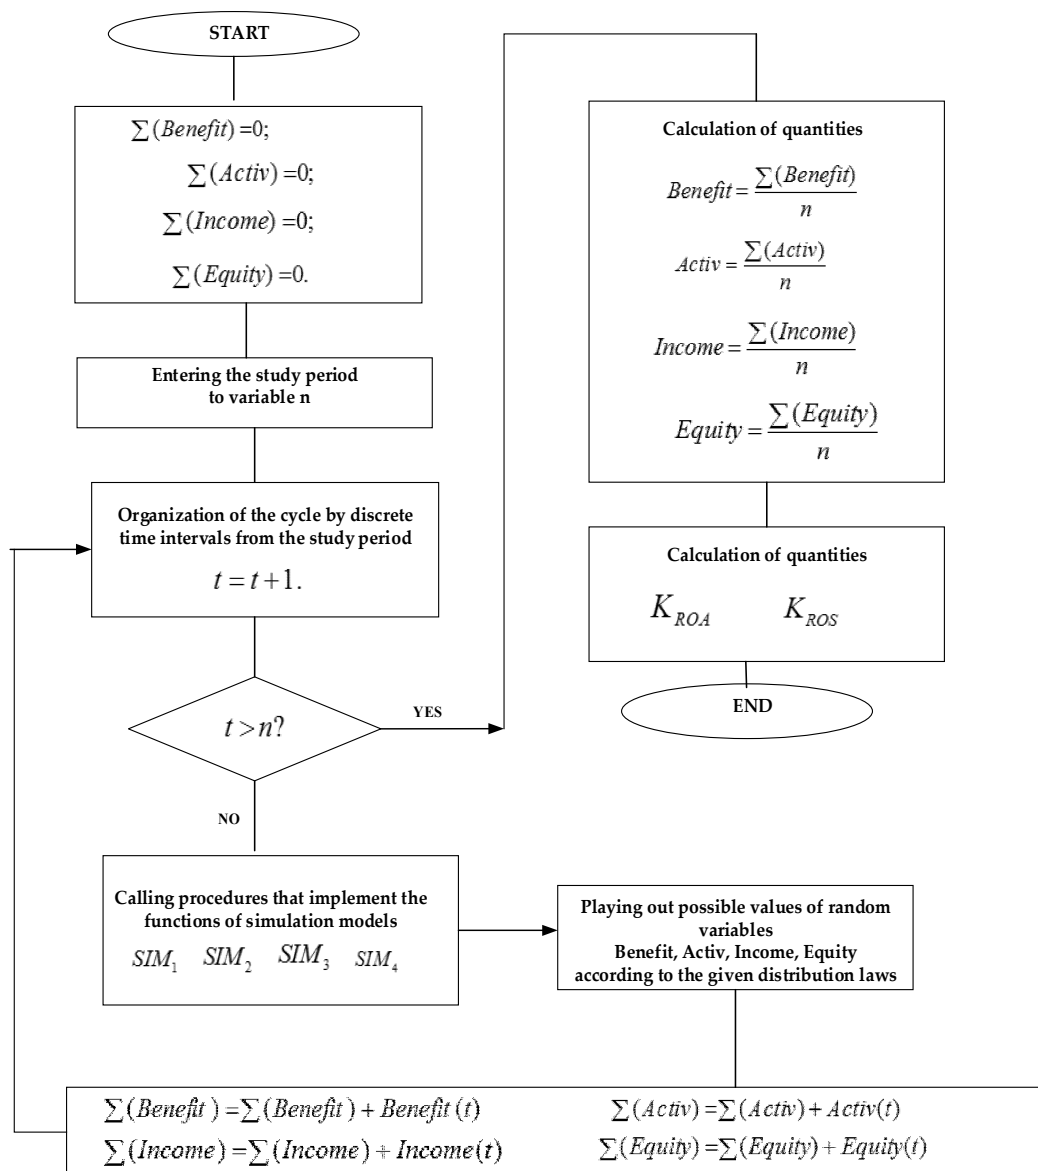 START
∑(Benefit)=0;
∑(Activ)=0;
∑(Income)=0;
∑(Equity)=0.
Entering the study period
to variable n
Organization of the cycle by discrete
time intervals from the study period
t = t+1.
t > n?
YES
NO
Calling procedures that implement the
functions of simulation models
SIM₁ SIM₂ SIM₃ SIM₄
Playing out possible values of random
variables
Benefit, Activ, Income, Equity
according to the given distribution laws
∑(Benefit)=∑(Benefit)+Benefit(t) ∑(Activ)=∑(Activ)+Activ(t)
∑(Income)=∑(Income)+Income(t) ∑(Equity)=∑(Equity)+Equity(t)
Calculation of quantities
Benefit = ∑(Benefit)/n
Activ = ∑(Activ)/n
Income = ∑(Income)/n
Equity = ∑(Equity)/n
Calculation of quantities
K_ROA K_ROS
END